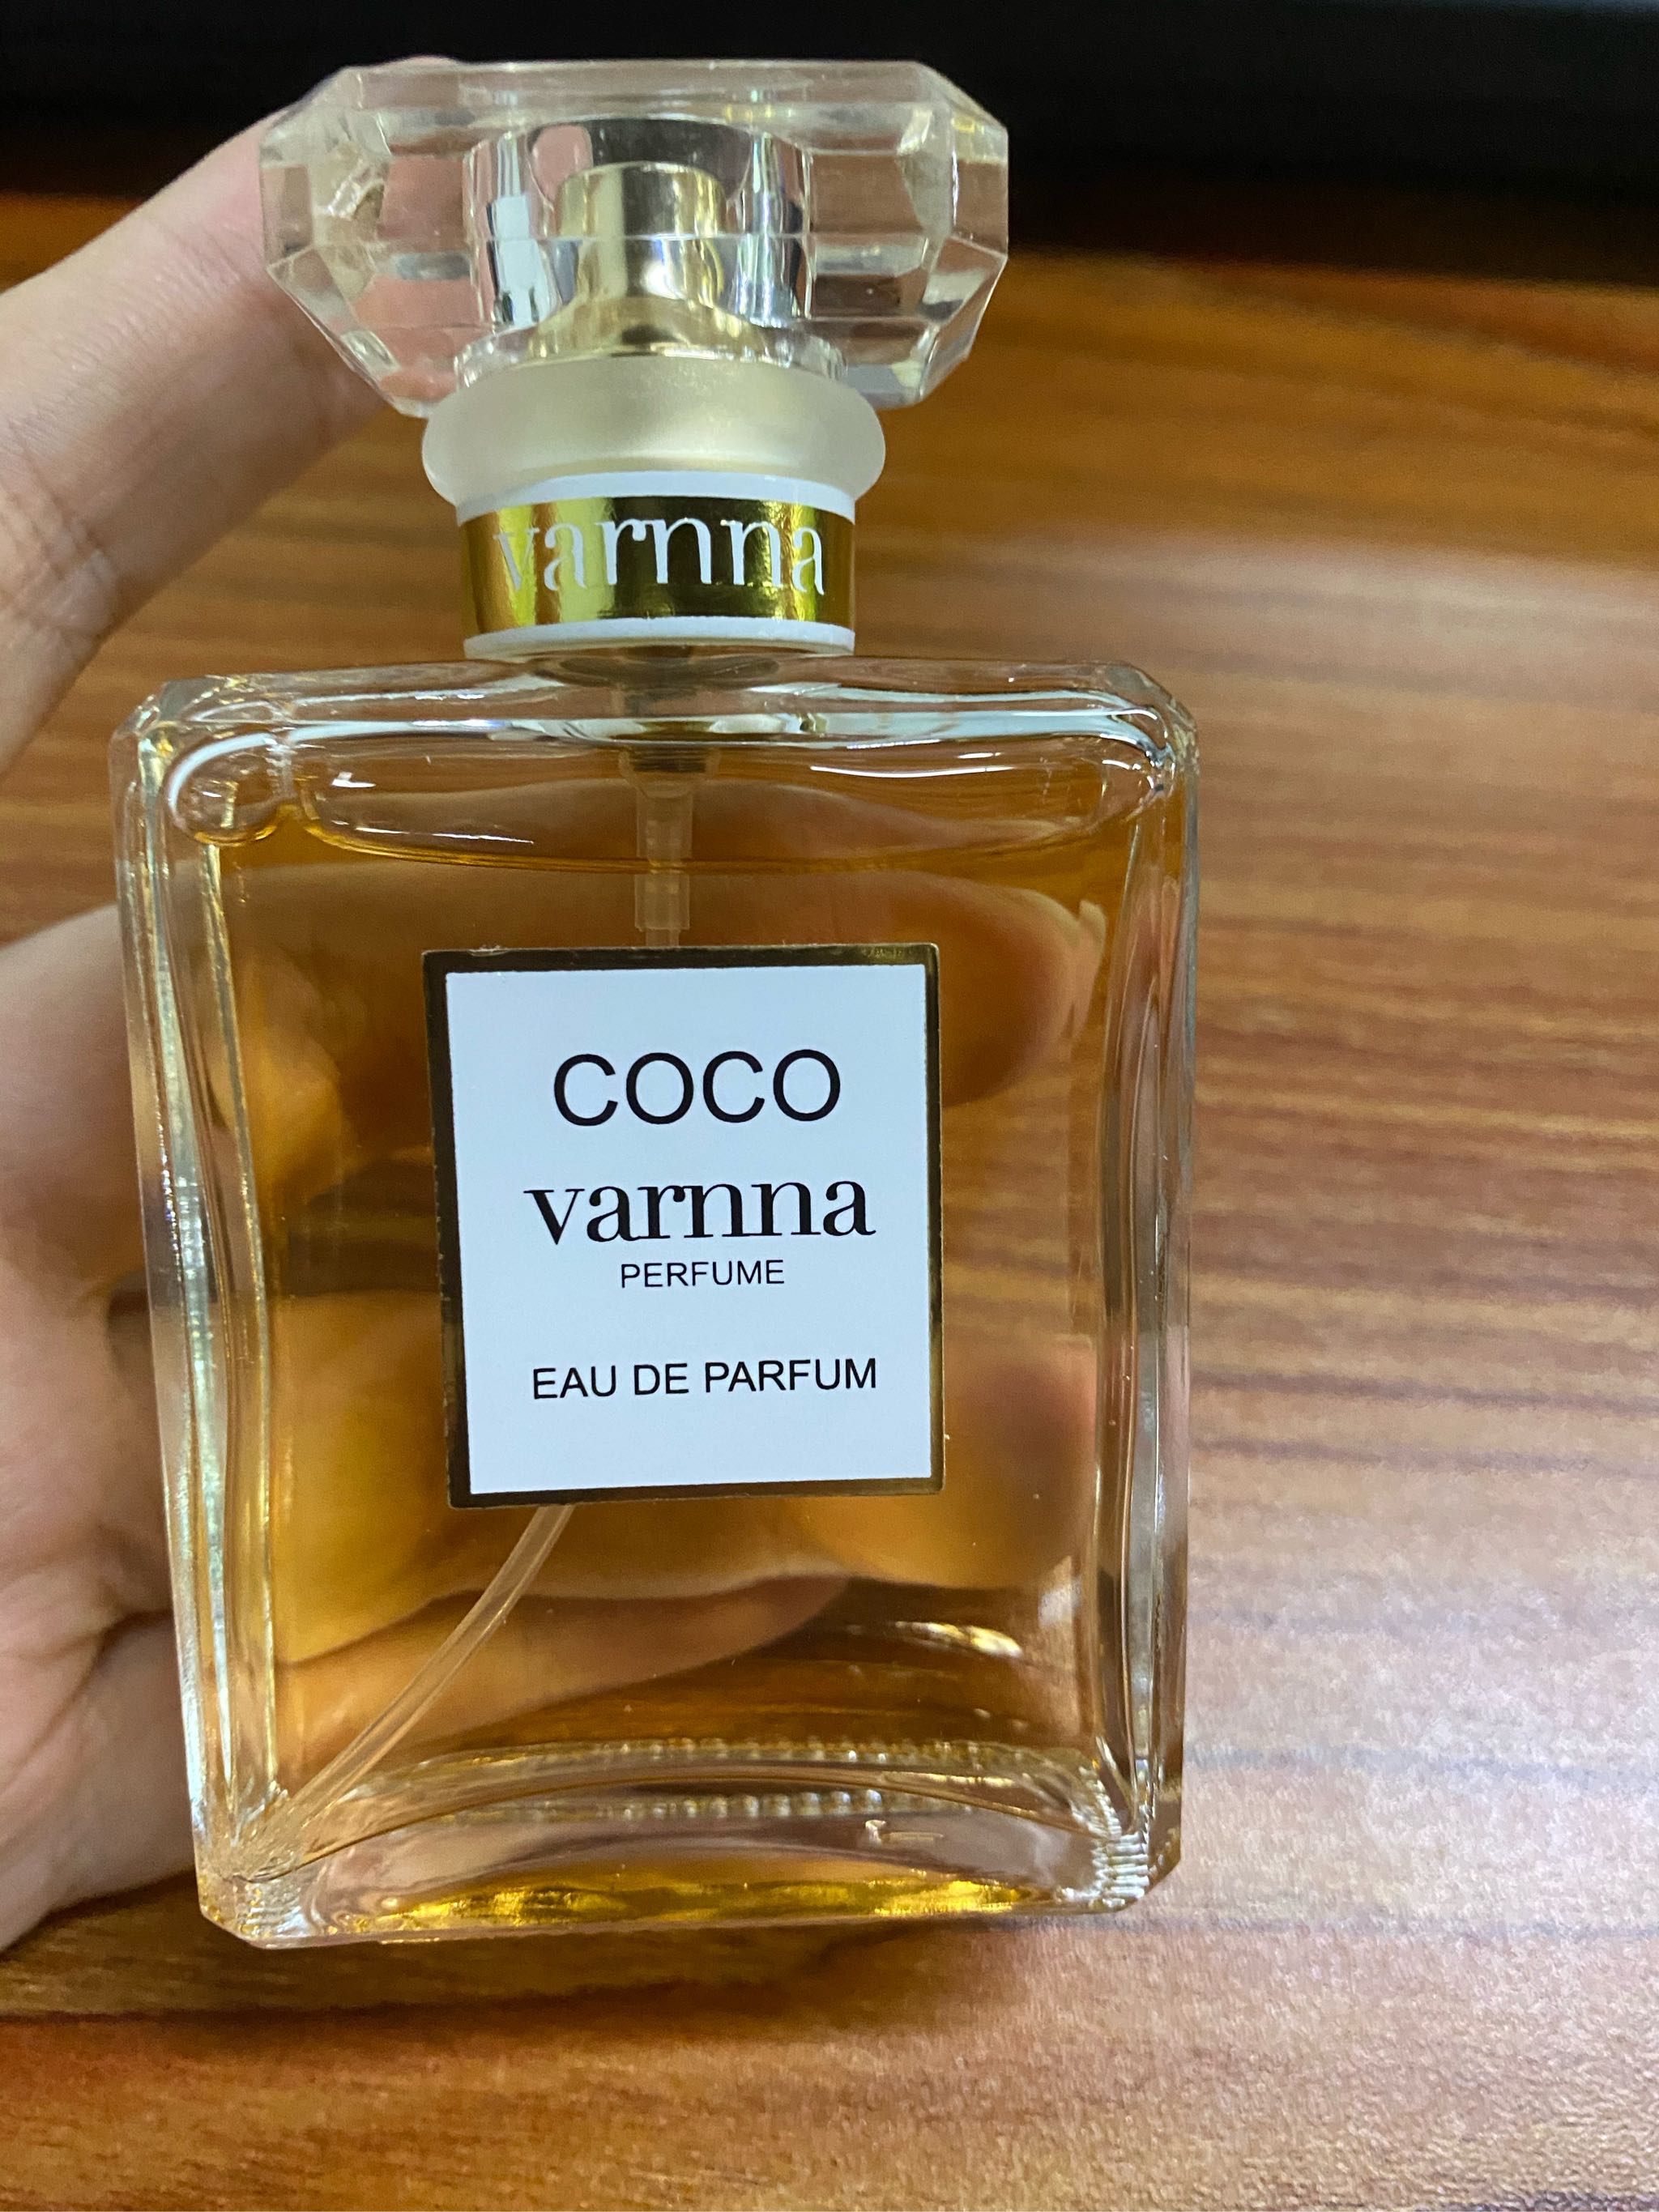 varnna
COCO
varnna
PERFUME
EAU DE PARFUM